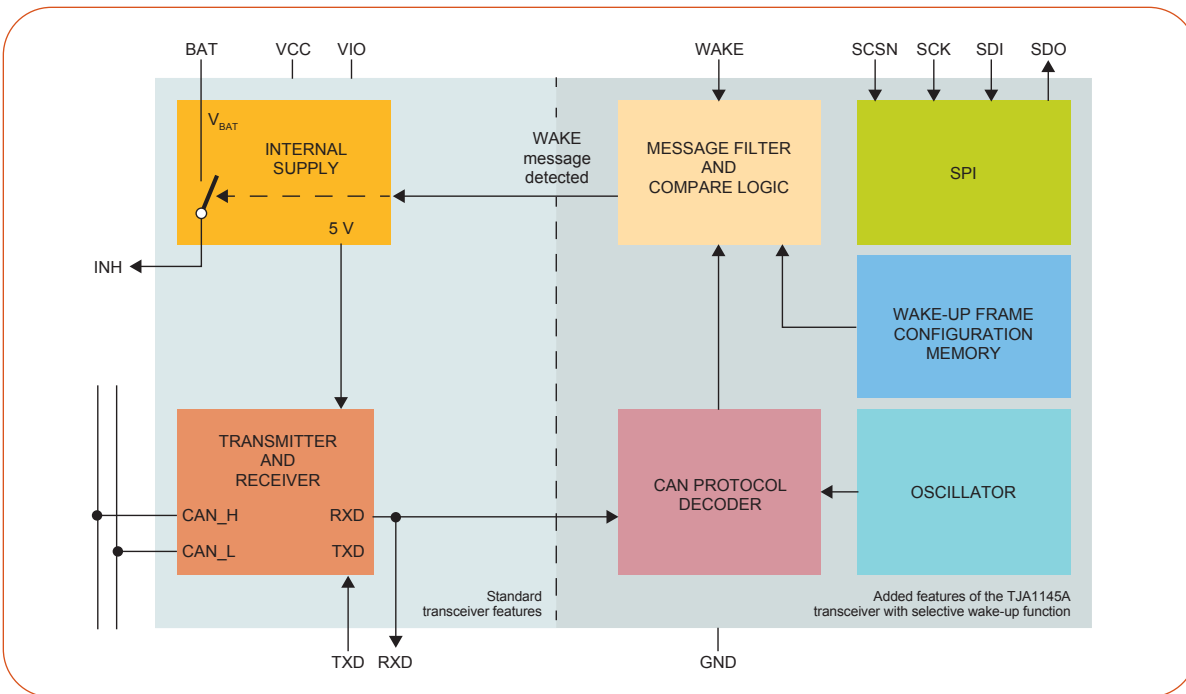 BAT
VCC
VIO
WAKE
SCSN
SCK
SDI
SDO
VBAT
INTERNAL
SUPPLY
5 V
WAKE
message
detected
MESSAGE FILTER
AND
COMPARE LOGIC
SPI
INH
WAKE-UP FRAME
CONFIGURATION
MEMORY
TRANSMITTER
AND
RECEIVER
CAN_H
RXD
CAN_L
TXD
CAN PROTOCOL
DECODER
OSCILLATOR
Standard
transceiver features
Added features of the TJA1145A
transceiver with selective wake-up function
TXD
RXD
GND